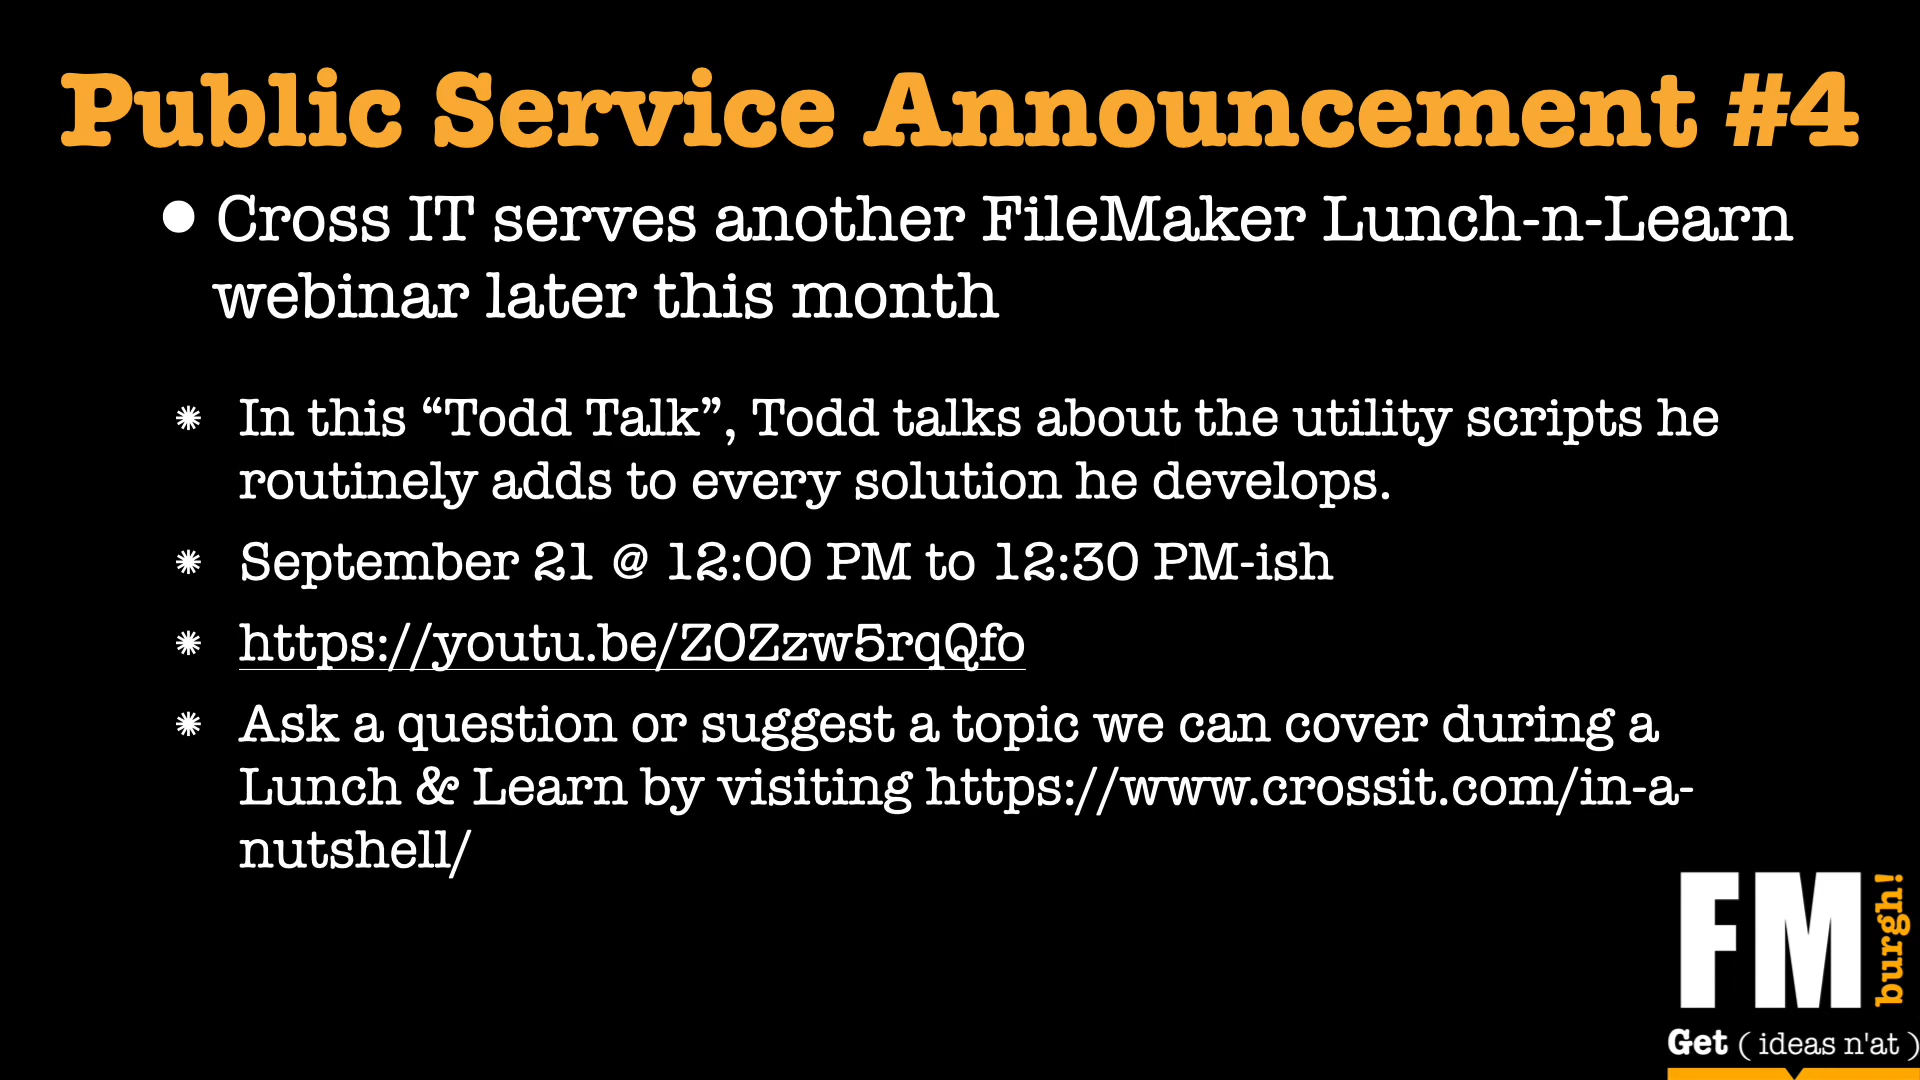 Public Service Announcement #4
Cross IT serves another FileMaker Lunch-n-Learn
webinar later this month
In this “Todd Talk”, Todd talks about the utility scripts he
routinely adds to every solution he develops.
September 21 @ 12:00 PM to 12:30 PM-ish
https://youtu.be/Z0Zzw5rqQfo
Ask a question or suggest a topic we can cover during a
Lunch & Learn by visiting https://www.crossit.com/in-a-
nutshell/
FM
burgh!
Get ( ideas n'at )